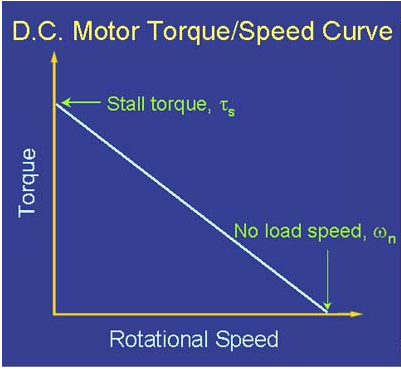 D.C. Motor Torque/Speed Curve
Stall torque, τs
Torque
No load speed, ωn
Rotational Speed